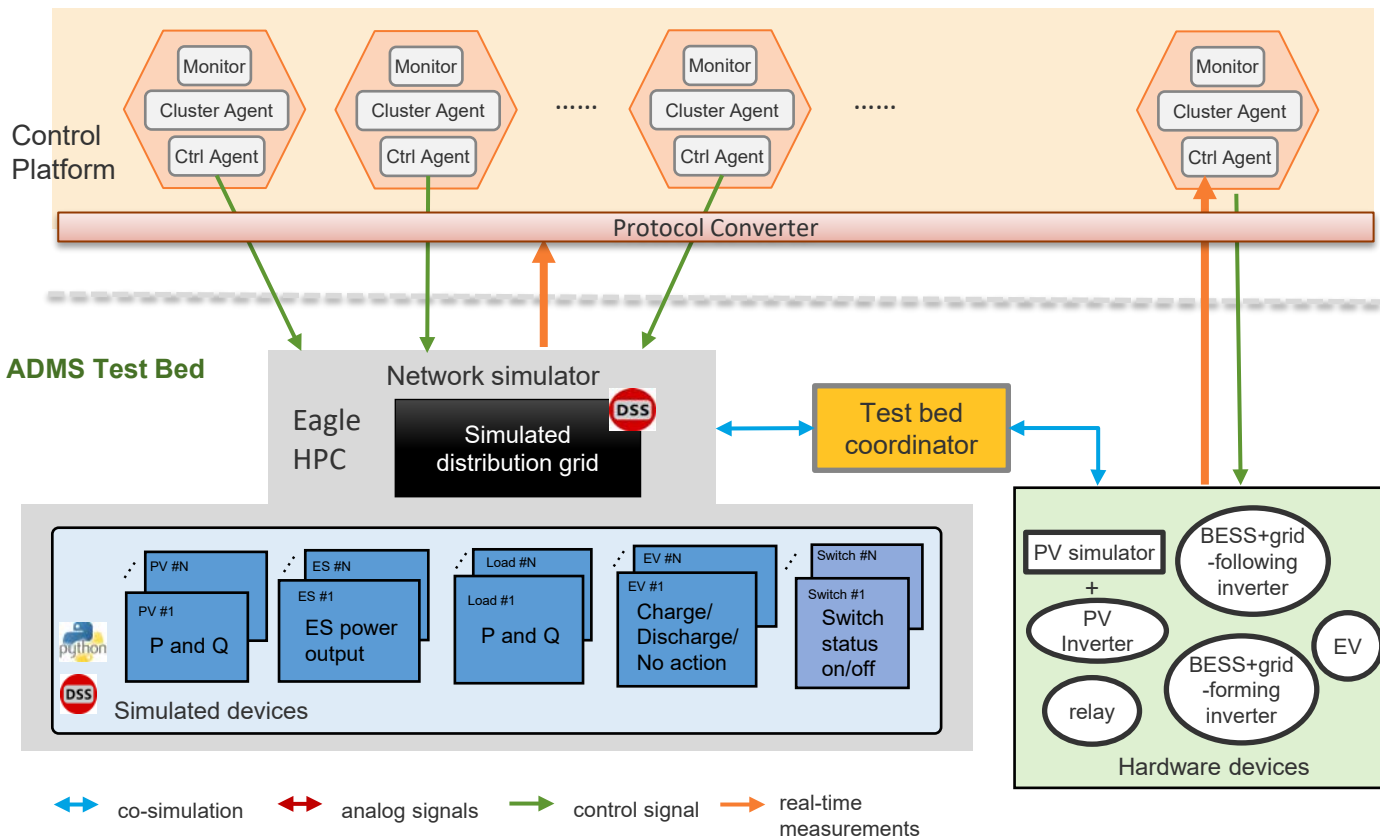 Monitor
Cluster Agent
Ctrl Agent
Monitor
Cluster Agent
Ctrl Agent
......
Monitor
Cluster Agent
Ctrl Agent
......
Monitor
Cluster Agent
Ctrl Agent
Control
Platform
Protocol Converter
ADMS Test Bed
Network simulator
DSS
Eagle
HPC
Simulated
distribution grid
Test bed
coordinator
PV #N
PV #1
P and Q
ES #N
ES #1
ES power
output
Load #N
Load #1
P and Q
EV #N
EV #1
Charge/
Discharge/
No action
Switch #N
Switch #1
Switch
status
on/off
python
DSS
Simulated devices
PV simulator
+
PV
Inverter
relay
BESS+grid
-following
inverter
EV
BESS+grid
-forming
inverter
Hardware devices
co-simulation
analog signals
control signal
real-time
measurements